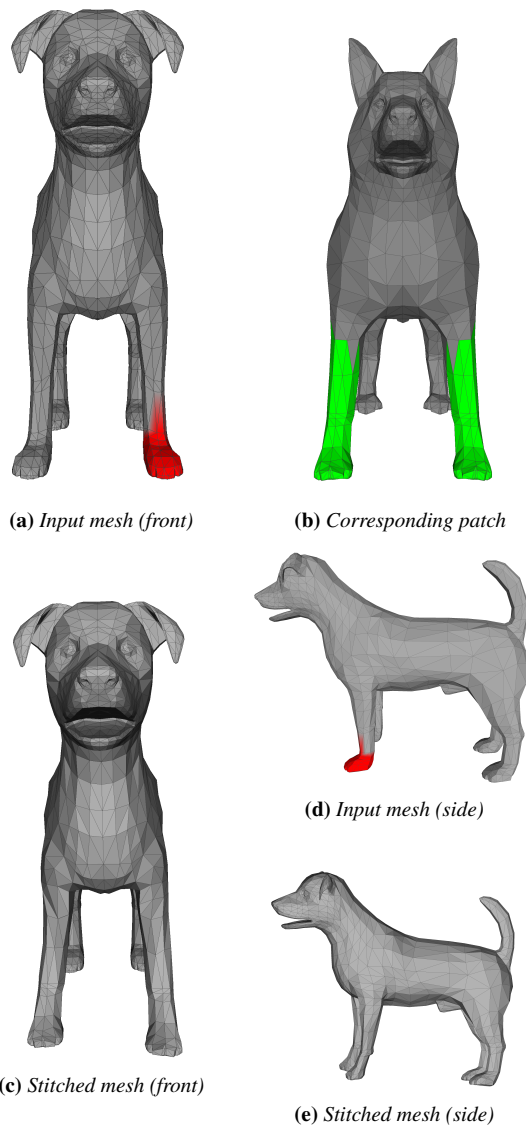 (a) Input mesh (front)
(b) Corresponding patch
(d) Input mesh (side)
(c) Stitched mesh (front)
(e) Stitched mesh (side)